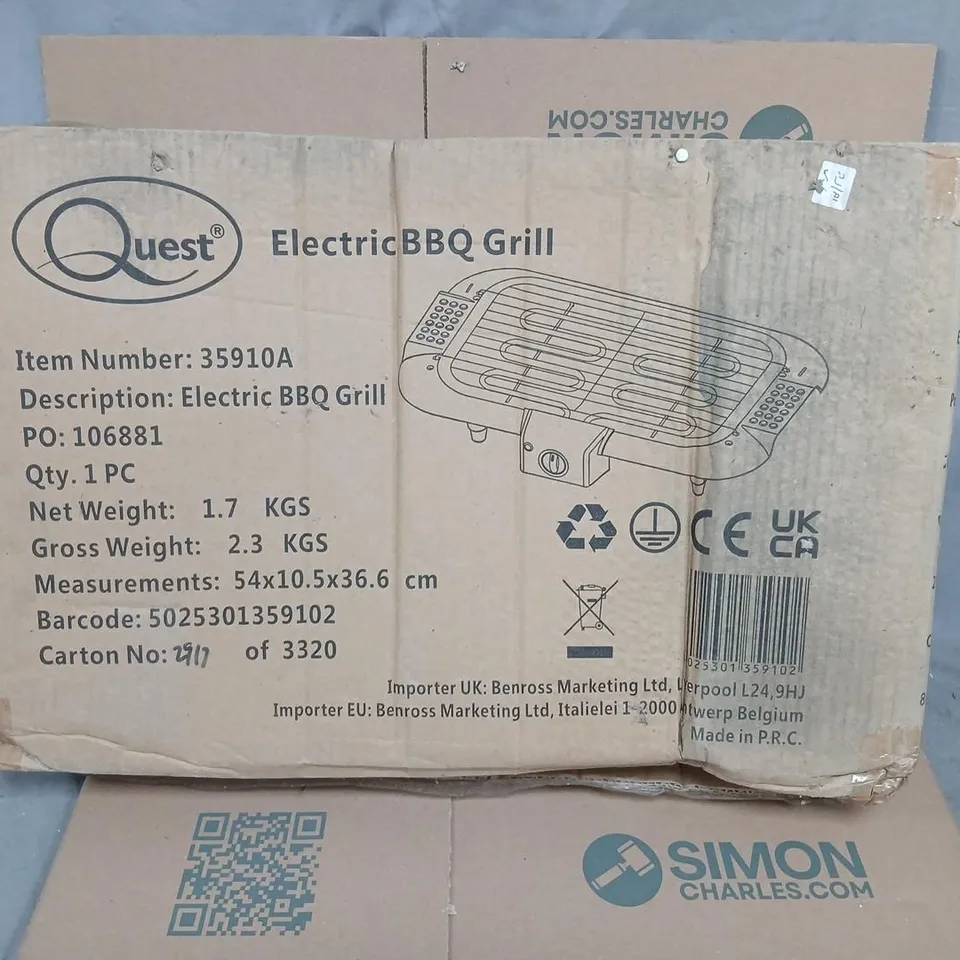 SIMON
CHARLES.COM
Quest®
Electric BBQ Grill
Item Number: 35910A
Description: Electric BBQ Grill
PO: 106881
Qty. 1 PC
Net Weight: 1.7 KGS
Gross Weight: 2.3 KGS
Measurements: 54x10.5x36.6 cm
Barcode: 5025301359102
Carton No: 2917 of 3320
CE
UK
CA
025301 359102
Importer UK: Benross Marketing Ltd, L24,9HJ
Importer EU: Benross Marketing Ltd, Italielei 1-2000 Belgium
Made in P.R.C.
SIMON
CHARLES.COM